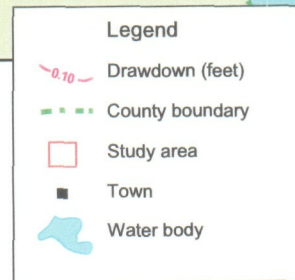 Legend
0.10 Drawdown (feet)
County boundary
Study area
Town
Water body